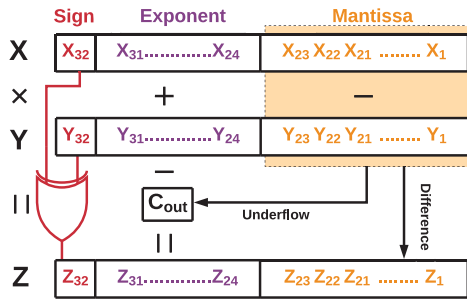 Sign Exponent Mantissa
X X32 X31..............X24 X23 X22 X21 ........ X1
× + −
Y Y32 Y31..............Y24 Y23 Y22 Y21 ........ Y1
−
= Cout Underflow Difference
=
Z Z32 Z31..............Z24 Z23 Z22 Z21 ........ Z1